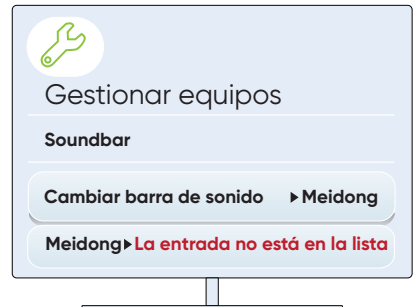 Gestionar equipos
Soundbar
Cambiar barra de sonido ▶Meidong
Meidong▶La entrada no está en la lista